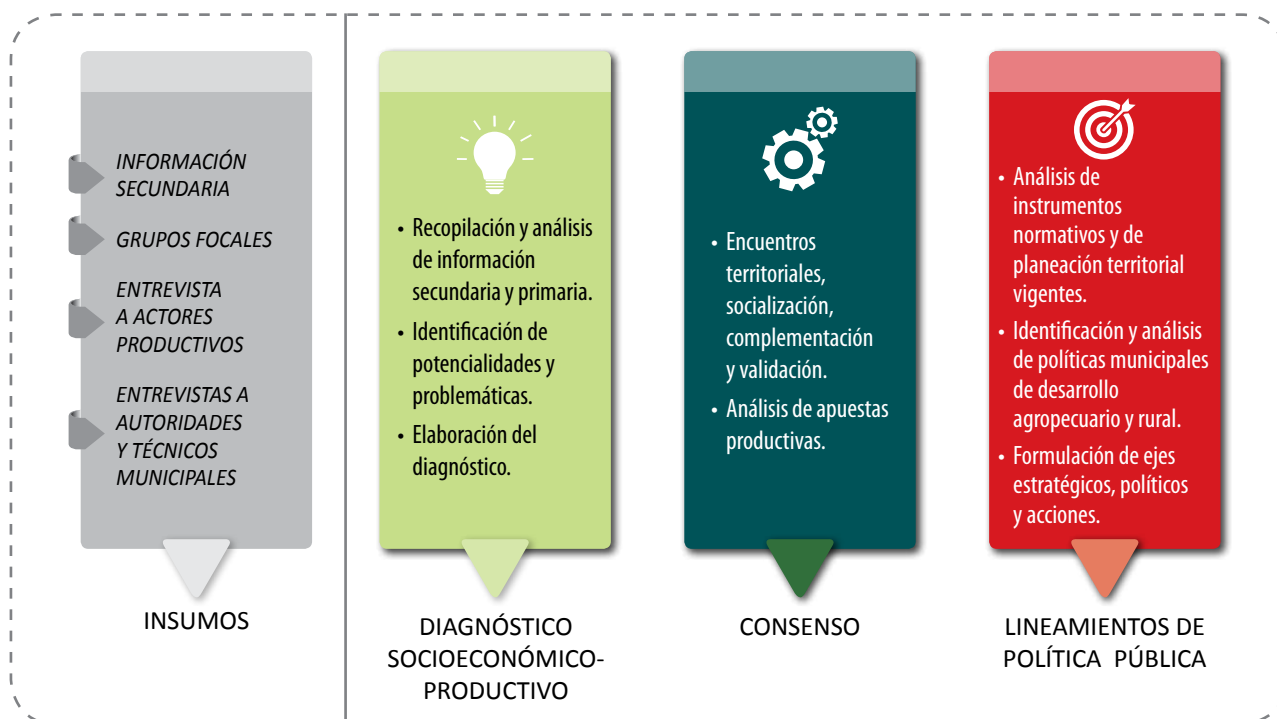 INFORMACIÓN
SECUNDARIA
GRUPOS FOCALES
ENTREVISTA
A ACTORES
PRODUCTIVOS
ENTREVISTAS A
AUTORIDADES
Y TÉCNICOS
MUNICIPALES
INSUMOS
• Recopilación y análisis
de información
secundaria y primaria.
• Identificación de
potencialidades y
problemáticas.
• Elaboración del
diagnóstico.
DIAGNÓSTICO
SOCIOECONÓMICO-
PRODUCTIVO
• Encuentros
territoriales,
socialización,
complementación
y validación.
• Análisis de apuestas
productivas.
CONSENSO
• Análisis de
instrumentos
normativos y de
planeación territorial
vigentes.
• Identificación y análisis
de políticas municipales
de desarrollo
agropecuario y rural.
• Formulación de ejes
estratégicos, políticos
y acciones.
LINEAMIENTOS DE
POLÍTICA PÚBLICA